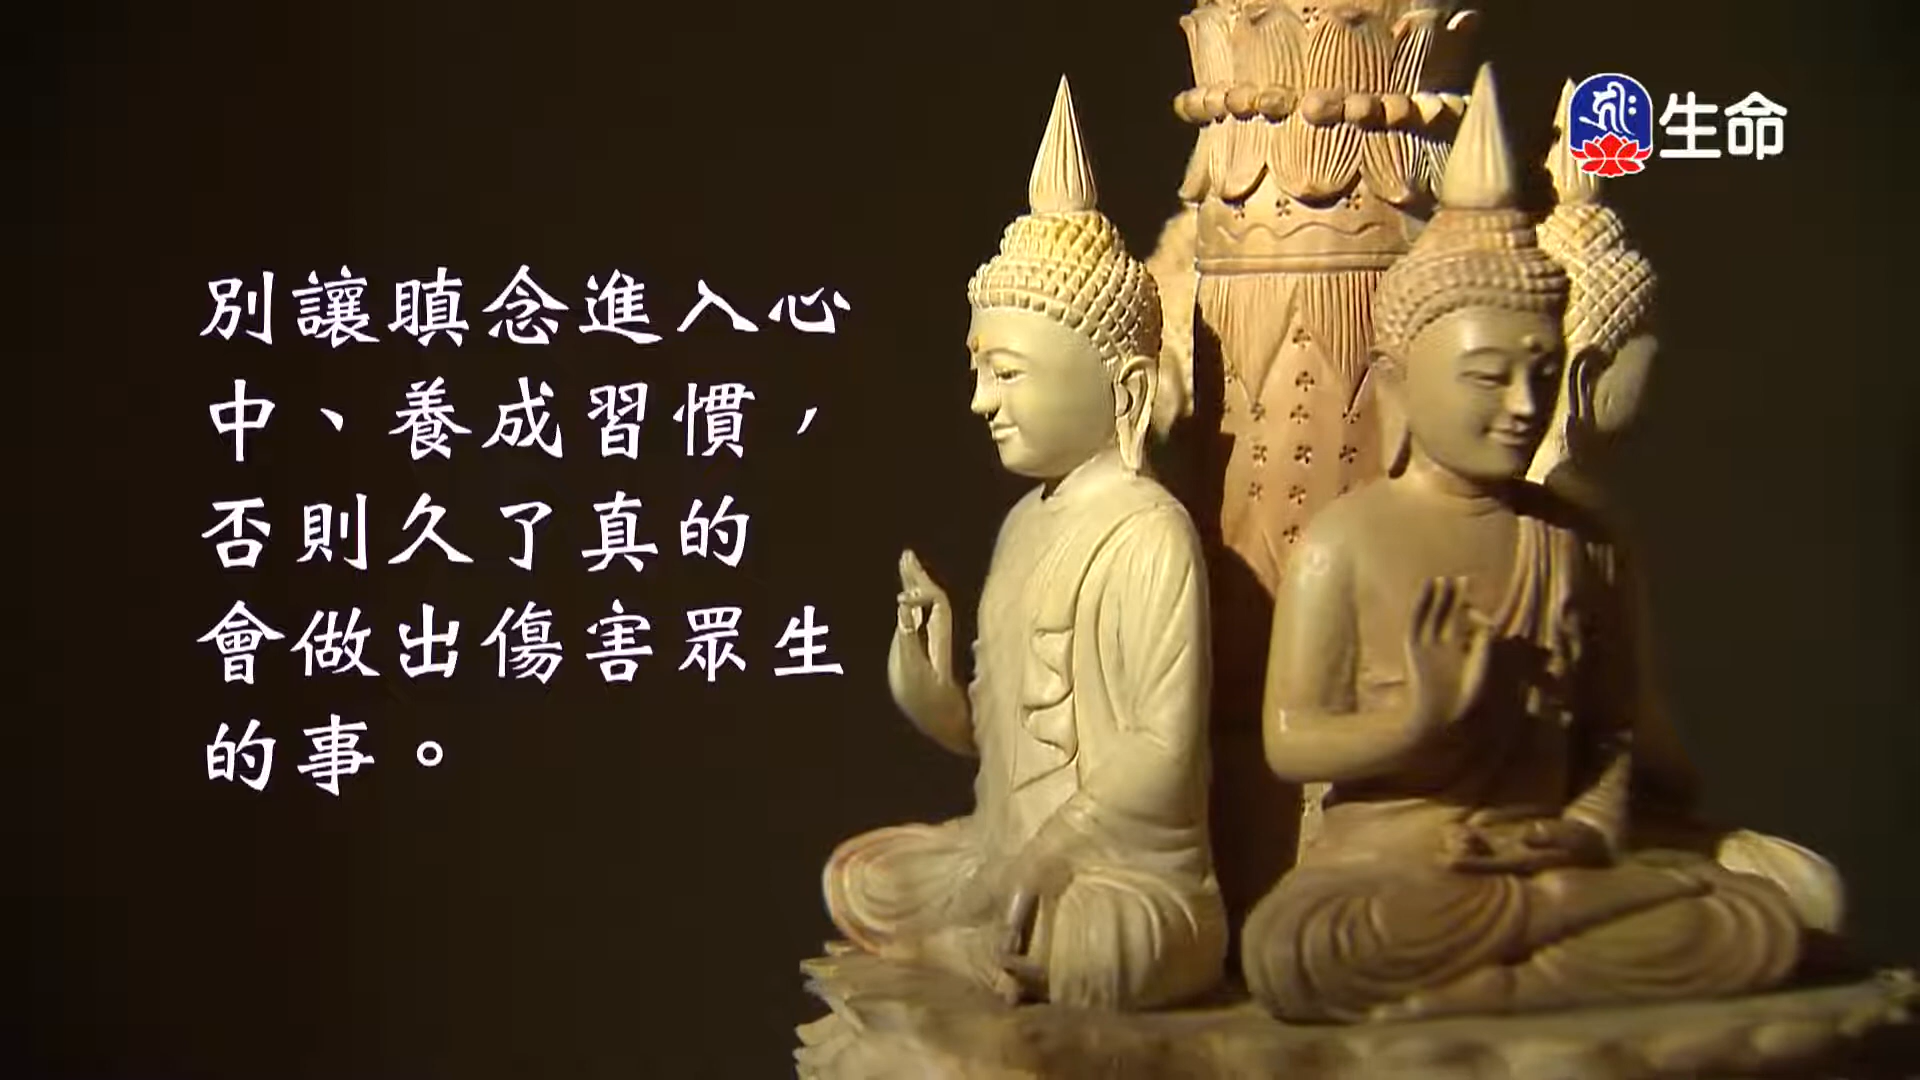 生命
別讓瞋念進入心
中、養成習慣，
否則久了真的
會做出傷害眾生
的事。